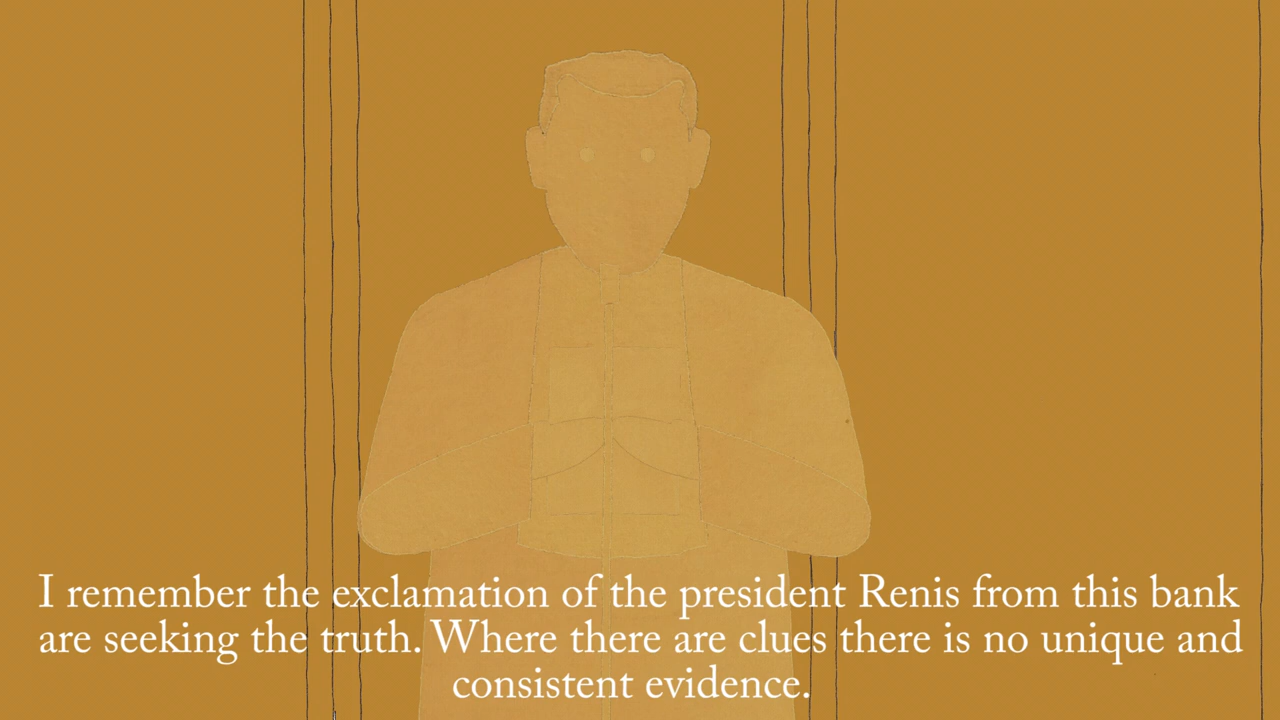 I remember the exclamation of the president Renis from this bank
are seeking the truth. Where there are clues there is no unique and
consistent evidence.